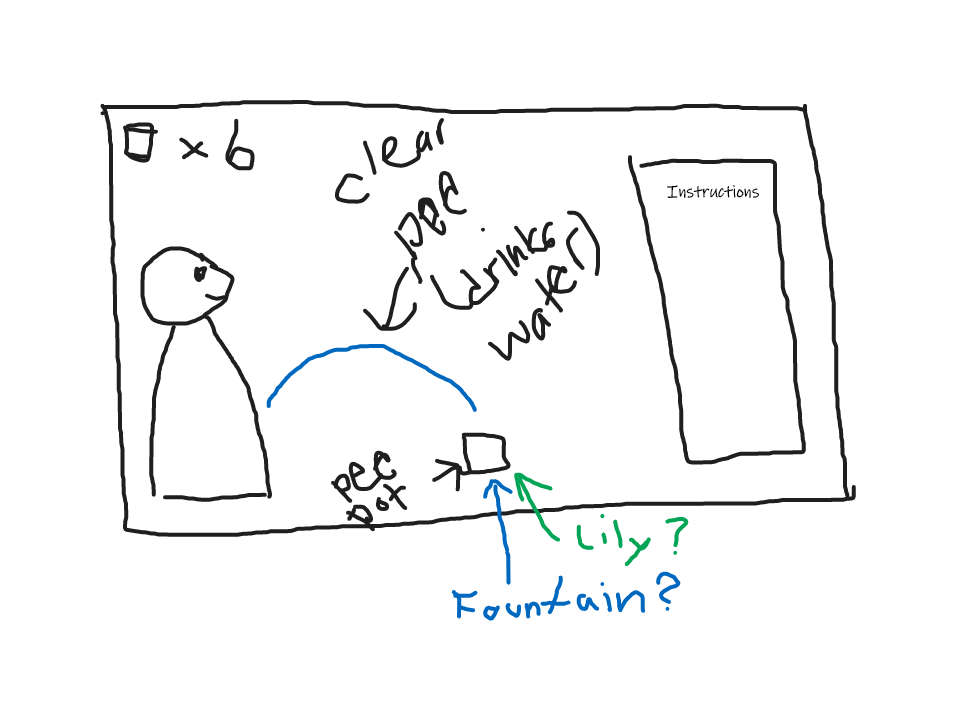 x 6
clear
pee
(drinks
water)
Instructions
pee
pot
Lily?
Fountain?